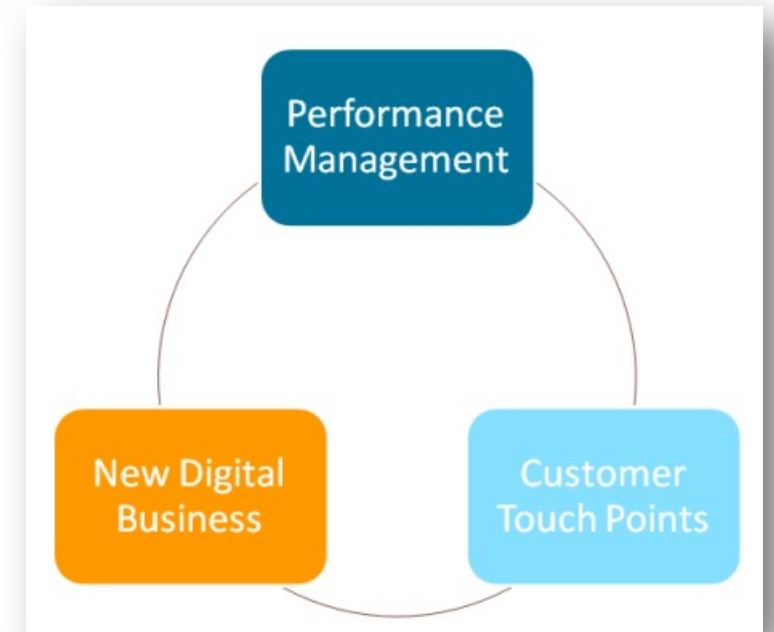 Performance
Management
New Digital
Business
Customer
Touch Points